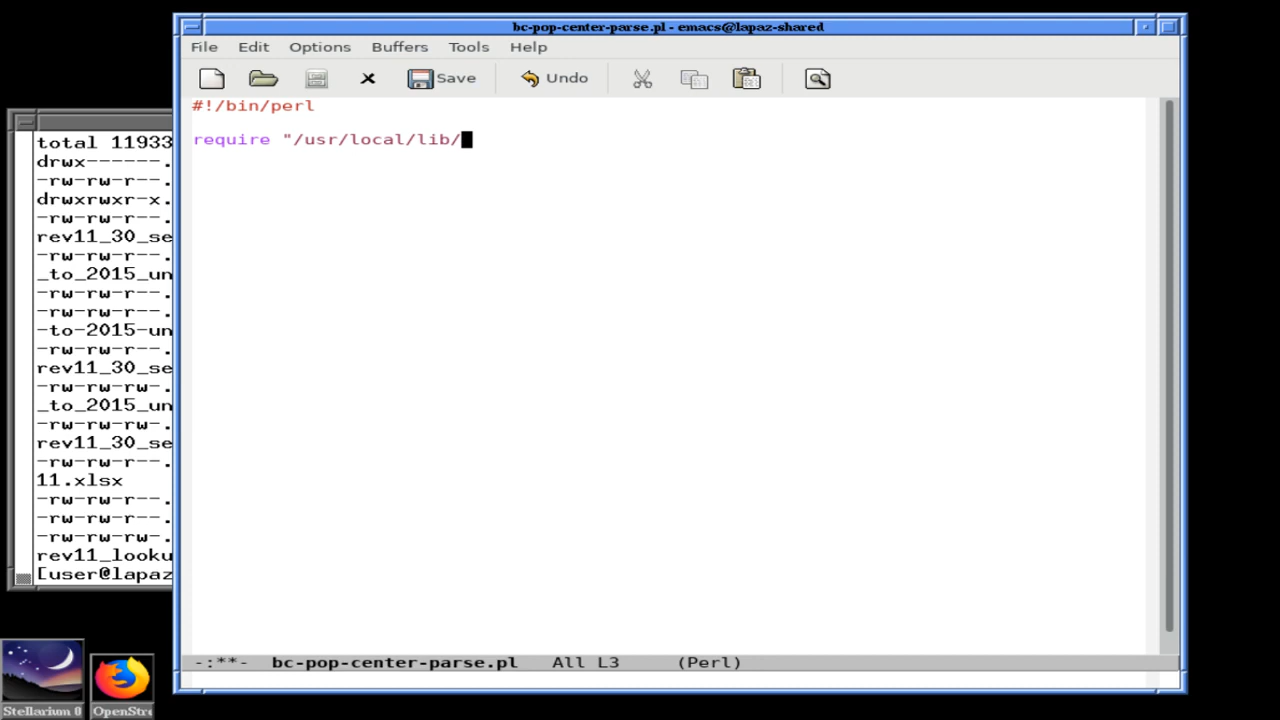 bc-pop-center-parse.pl - emacs@lapaz-shared
File Edit Options Buffers Tools Help
Save Undo
#!/bin/perl
require "/usr/local/lib/
total 11933
drwx------.
-rw-rw-r--.
drwxrwxr-x.
-rw-rw-r--.
rev11_30_se
-rw-rw-r--.
_to_2015_un
-rw-rw-r--.
-rw-rw-r--.
-to-2015-un
-rw-rw-r--.
rev11_30_se
-rw-rw-rw-.
_to_2015_un
-rw-rw-rw-.
rev11_30_se
-rw-rw-r--.
11.xlsx
-rw-rw-r--.
-rw-rw-r--.
-rw-rw-rw-.
rev11_looku
[user@lapaz
-:**- bc-pop-center-parse.pl All L3 (Perl)
Stellarium 0
OpenStre